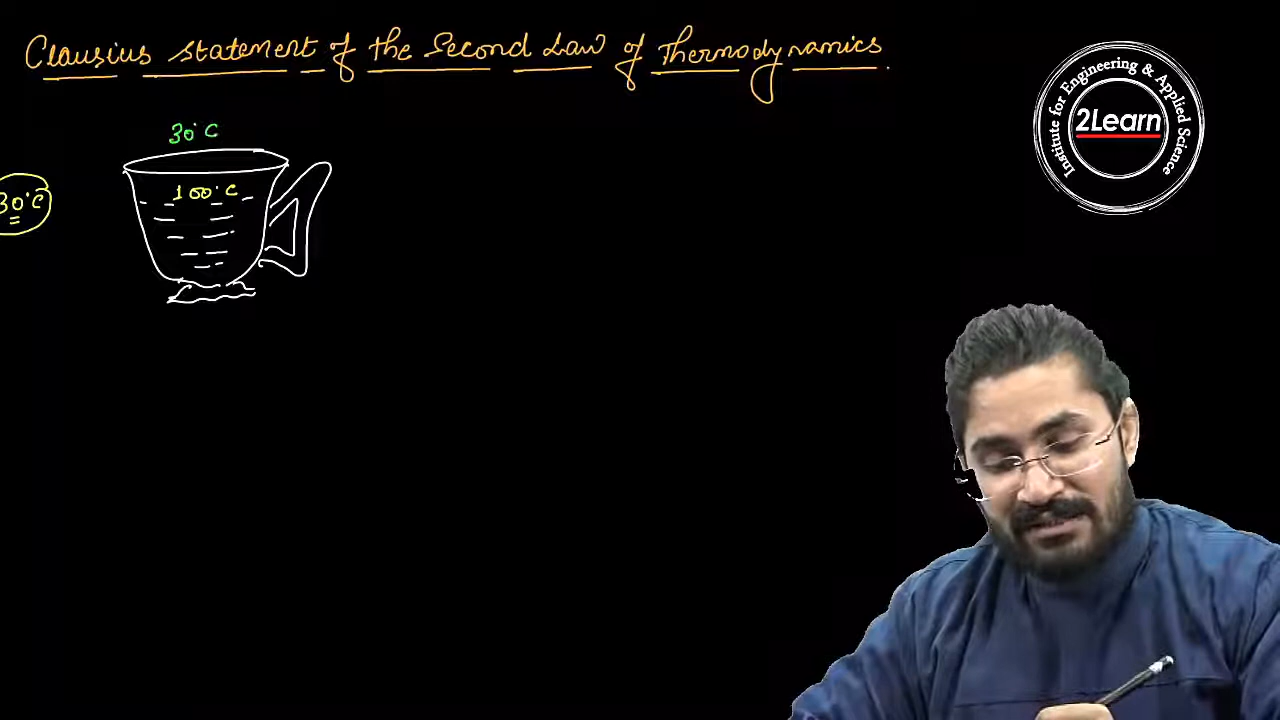 Clausius statement of the Second Law of Thermodynamics.
30°C
100°C
30°C
Institute for Engineering & Applied Science
2Learn